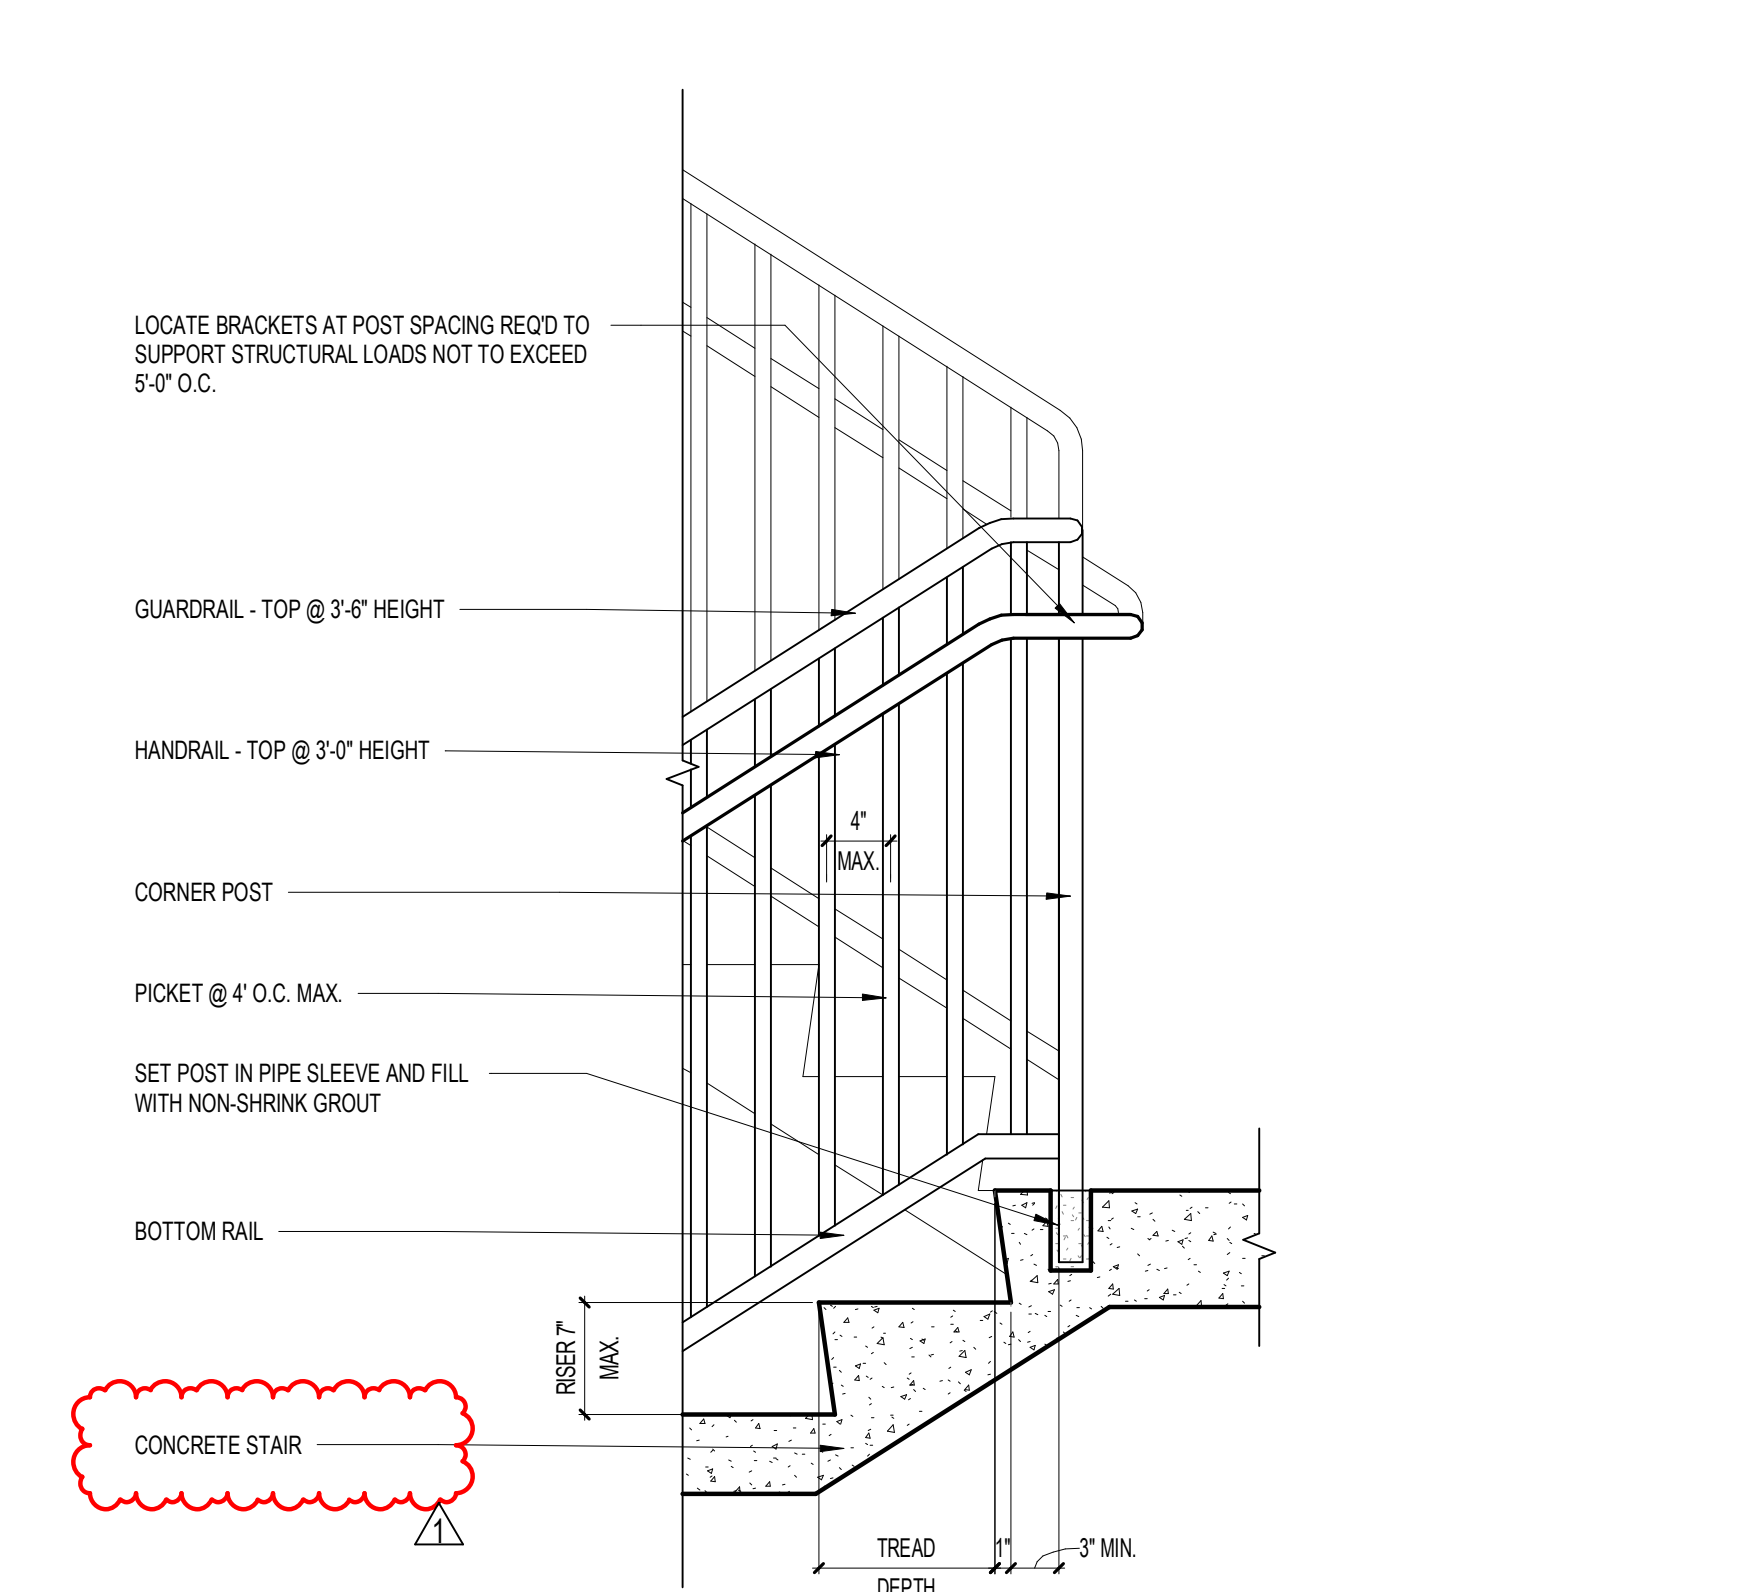 LOCATE BRACKETS AT POST SPACING REQ'D TO
SUPPORT STRUCTURAL LOADS NOT TO EXCEED
5'-0" O.C.
GUARDRAIL - TOP @ 3'-6" HEIGHT
HANDRAIL - TOP @ 3'-0" HEIGHT
4"
MAX.
CORNER POST
PICKET @ 4' O.C. MAX.
SET POST IN PIPE SLEEVE AND FILL
WITH NON-SHRINK GROUT
BOTTOM RAIL
RISER 7"
MAX.
CONCRETE STAIR
1
TREAD
DEPTH
1"
3" MIN.